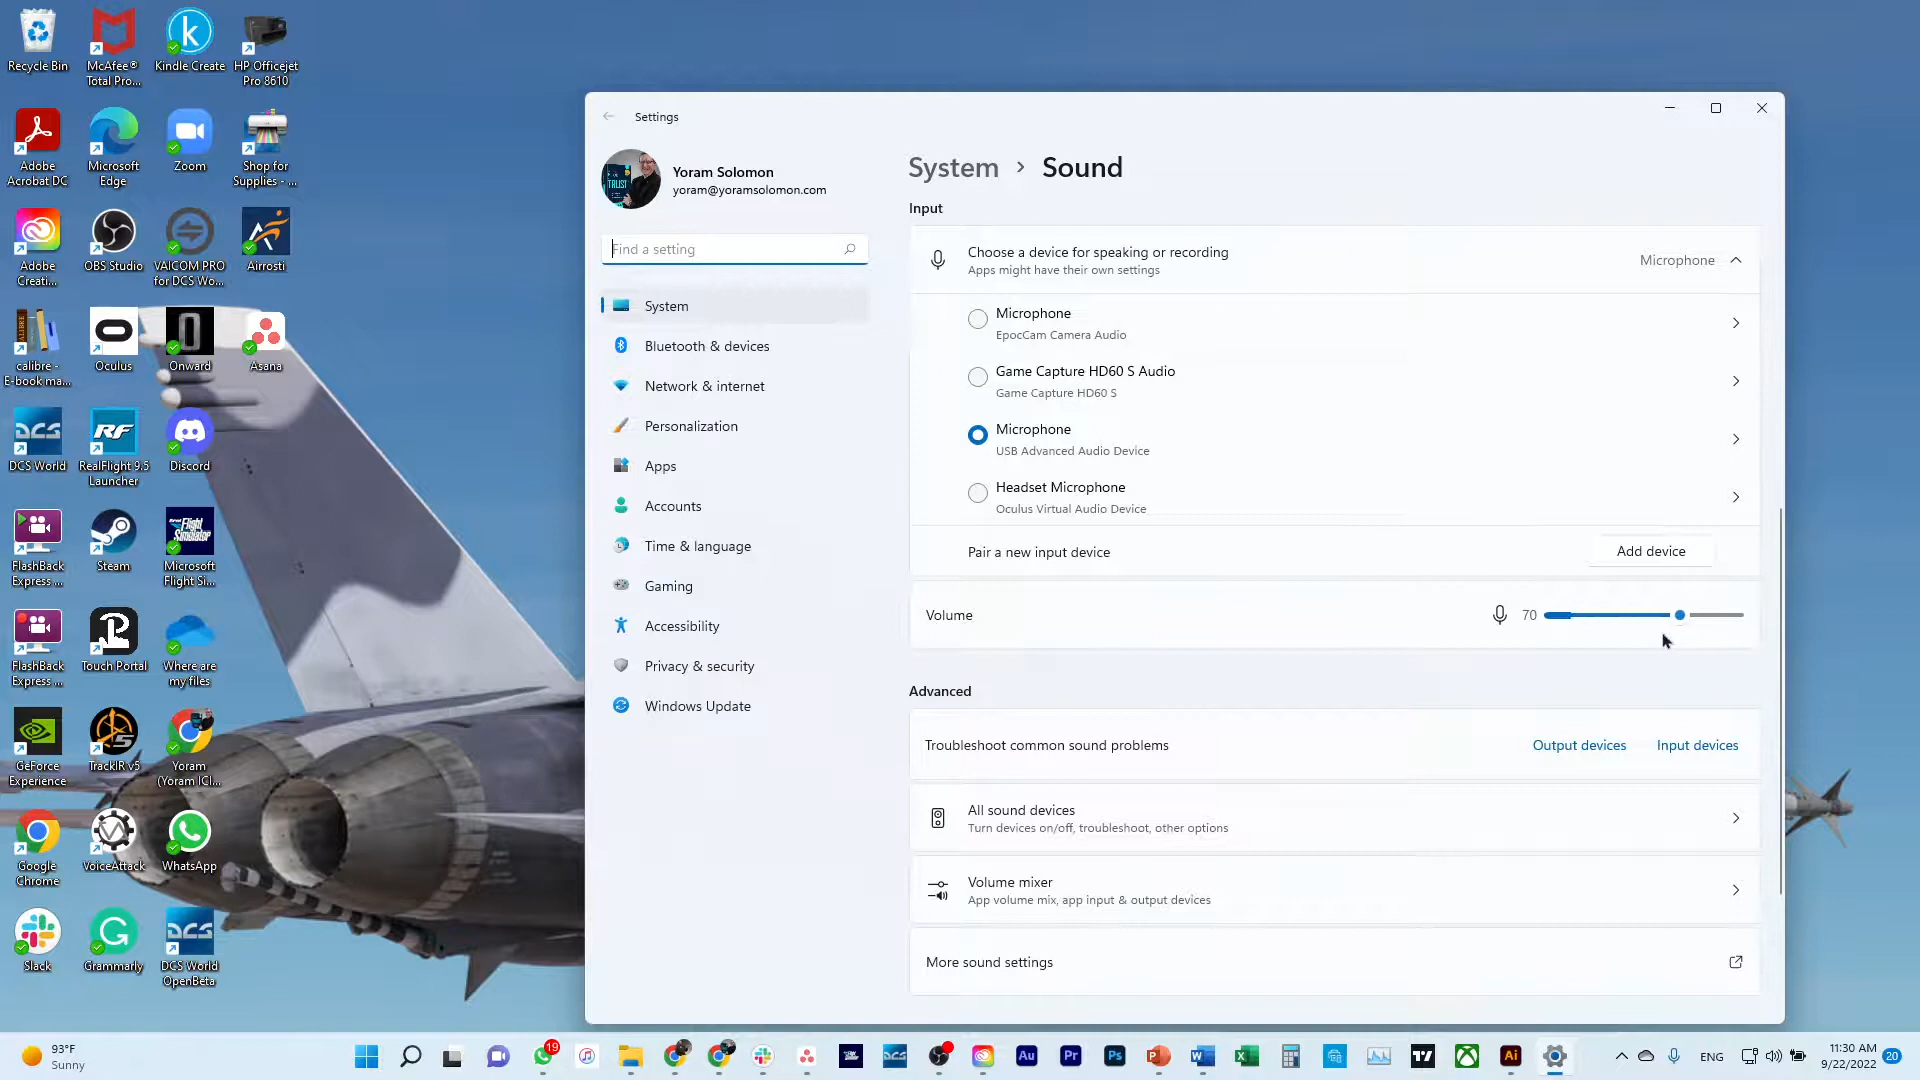 Recycle Bin
McAfee®
Total Pro...
Kindle Create
HP Officejet
Pro 8610
Adobe
Acrobat DC
Microsoft
Edge
Zoom
Shop for
Supplies - ...
Adobe
Creati...
OBS Studio
VAICOM PRO
for DCS Wo...
Airrosti
calibre -
E-book ma...
Oculus
Onward
Asana
DCS World
RealFlight 9.5
Launcher
Discord
FlashBack
Express ...
Steam
Microsoft
Flight Si...
FlashBack
Express ...
Touch Portal
Where are
my files
GeForce
Experience
TrackIR v5
Yoram
(Yoram ICI...
Google
Chrome
VoiceAttack
WhatsApp
Slack
Grammarly
DCS World
OpenBeta
Settings
Yoram Solomon
yoram@yoramsolomon.com
Find a setting
System
Bluetooth & devices
Network & internet
Personalization
Apps
Accounts
Time & language
Gaming
Accessibility
Privacy & security
Windows Update
System > Sound
Input
Choose a device for speaking or recording
Apps might have their own settings
Microphone
Microphone
EpocCam Camera Audio
Game Capture HD60 S Audio
Game Capture HD60 S
Microphone
USB Advanced Audio Device
Headset Microphone
Oculus Virtual Audio Device
Pair a new input device
Add device
Volume
70
Advanced
Troubleshoot common sound problems
Output devices
Input devices
All sound devices
Turn devices on/off, troubleshoot, other options
Volume mixer
App volume mix, app input & output devices
More sound settings
93°F
Sunny
19
Au
Pr
Ps
Ai
ENG
11:30 AM
9/22/2022
20